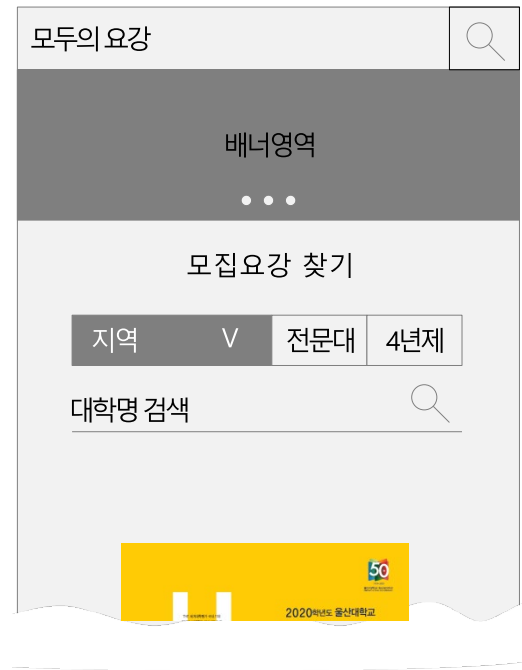 모두의 요강
배너영역
모집요강 찾기
지역 V 전문대 4년제
대학명 검색
50
2020학년도 울산대학교